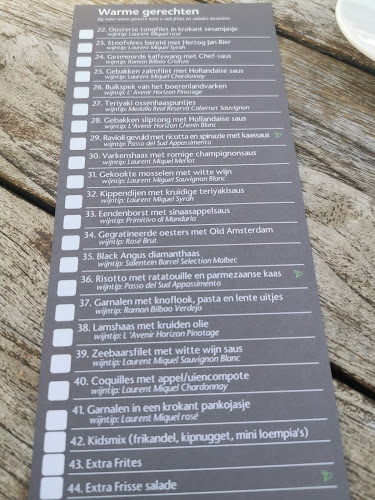 Warme gerechten
Bij ieder warm gerecht kunt u ook frites en salades bestellen.
22. Oosterse tongfilet in krokant sesamjasje
wijntip: Laurent Miquel rosé
23. Stoofvlees bereid met Hertog Jan Bier
wijntip: Laurent Miquel Syrah
24. Gesmoorde kalfswang met Chef-saus
wijntip: Ramón Bilbao Crianza
25. Gebakken zalmfilet met Hollandaise saus
wijntip: Laurent Miquel Chardonnay
26. Buikspek van het boerenlandvarken
wijntip: L' Avenir Horizon Pinotage
27. Teriyaki ossenhaaspuntjes
wijntip: Medalla Real Reserva Cabernet Sauvignon
28. Gebakken sliptong met Hollandaise saus
wijntip: L'Avenir Horizon Chenin Blanc
29. Ravioli gevuld met ricotta en spinazie met kaassaus
wijntip: Passo del Sud Appassimento
30. Varkenshaas met romige champignonsaus
wijntip: Laurent Miquel Merlot
31. Gekookte mosselen met witte wijn
wijntip: Laurent Miquel Sauvignon Blanc
32. Kippendijen met kruidige teriyakisaus
wijntip: Laurent Miquel Syrah
33. Eendenborst met sinaasappelsaus
wijntip: Primitivo di Manduria
34. Gegratineerde oesters met Old Amsterdam
wijntip: Rosé Brut
35. Black Angus diamanthaas
wijntip: Salentein Barrel Selection Malbec
36. Risotto met ratatouille en parmezaanse kaas
wijntip: Passo del Sud Appassimento
37. Garnalen met knoflook, pasta en lente uitjes
wijntip: Ramon Bilbao Verdejo
38. Lamshaas met kruiden olie
wijntip: L' Avenir Horizon Pinotage
39. Zeebaarsfilet met witte wijn saus
wijntip: Laurent Miquel Sauvignon Blanc
40. Coquilles met appel/uiencompote
wijntip: Laurent Miquel Chardonnay
41. Garnalen in een krokant pankojasje
wijntip: Laurent Miquel rosé
42. Kidsmix (frikandel, kipnugget, mini loempia's)
43. Extra Frites
44. Extra Frisse salade